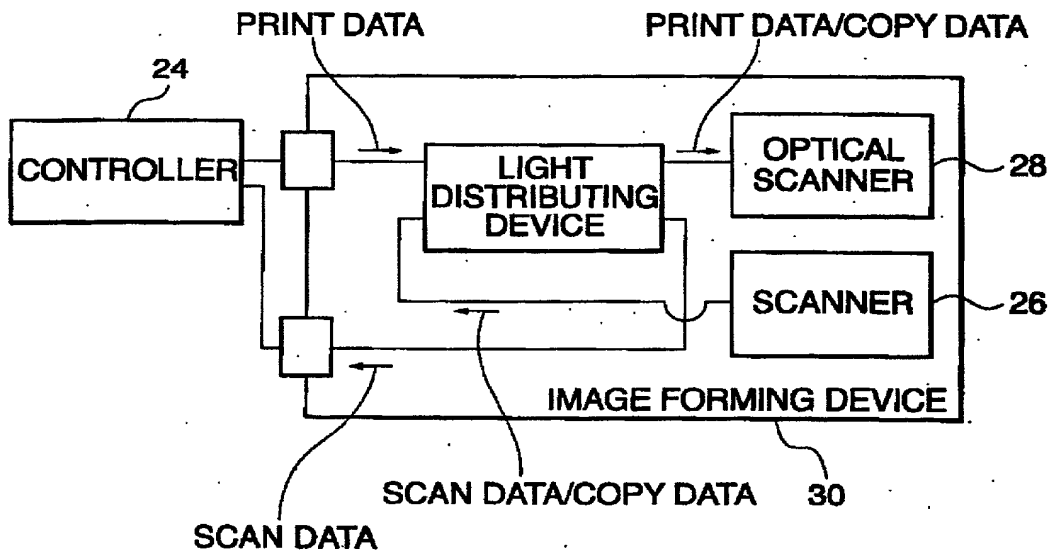 PRINT DATA
PRINT DATA/COPY DATA
24
CONTROLLER
LIGHT
DISTRIBUTING
DEVICE
OPTICAL
SCANNER
28
SCANNER
26
IMAGE FORMING DEVICE
SCAN DATA/COPY DATA
30
SCAN DATA